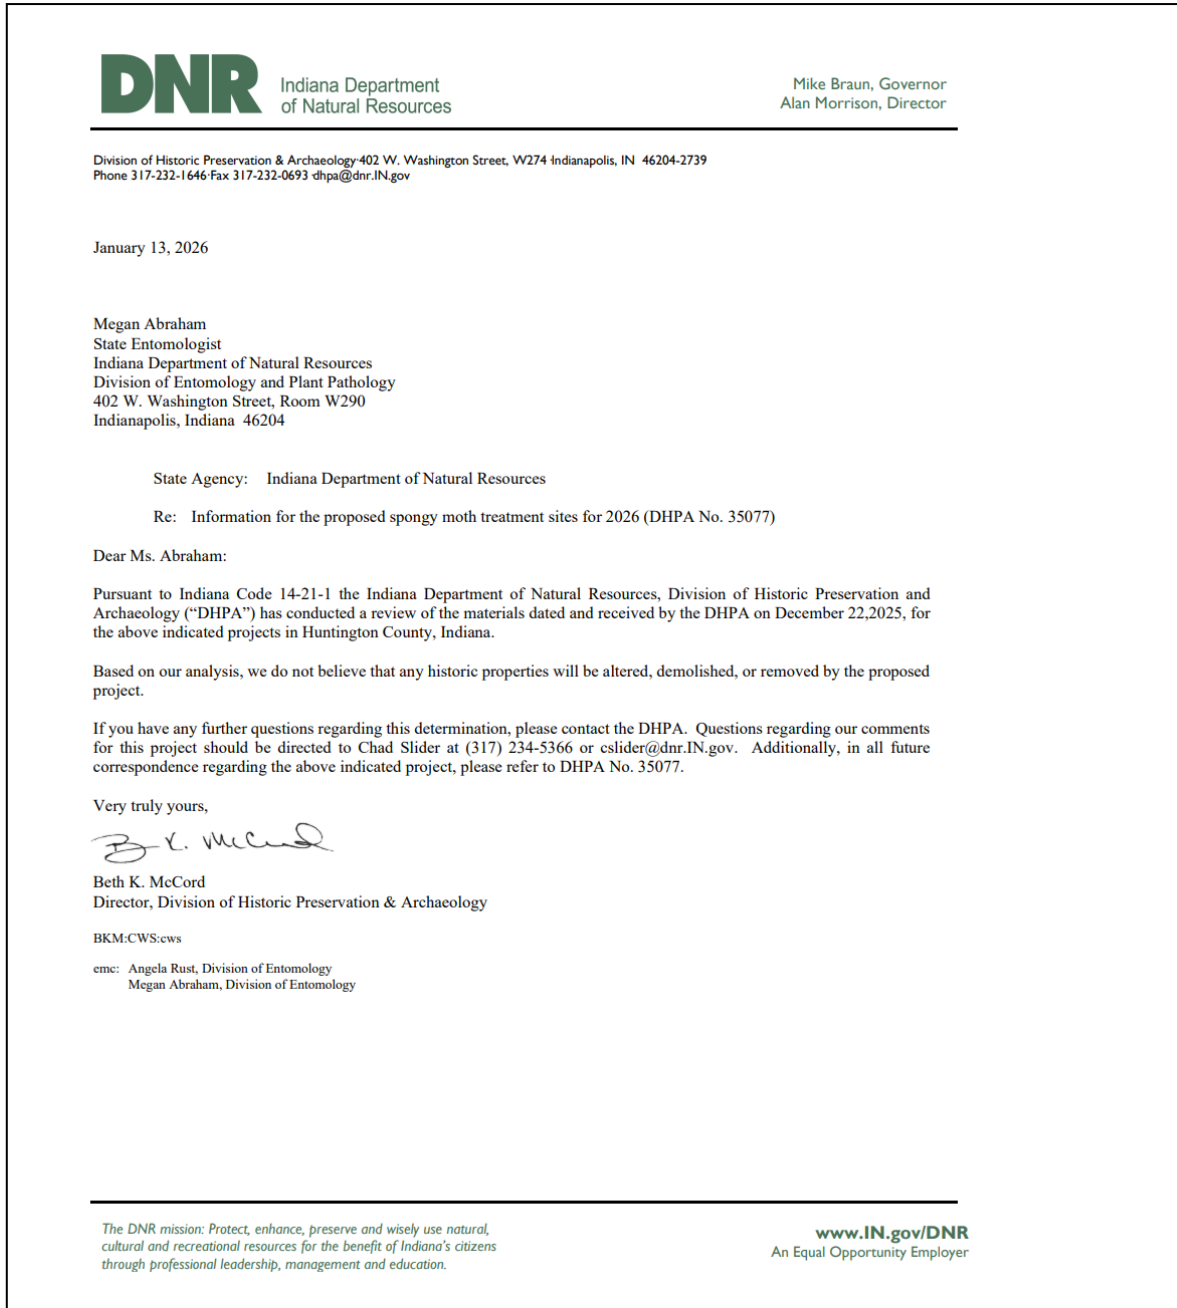 DNR Indiana Department
of Natural Resources
Mike Braun, Governor
Alan Morrison, Director
Division of Historic Preservation & Archaeology·402 W. Washington Street, W274·Indianapolis, IN 46204-2739
Phone 317-232-1646·Fax 317-232-0693·dhpa@dnr.IN.gov
January 13, 2026
Megan Abraham
State Entomologist
Indiana Department of Natural Resources
Division of Entomology and Plant Pathology
402 W. Washington Street, Room W290
Indianapolis, Indiana 46204
State Agency: Indiana Department of Natural Resources
Re: Information for the proposed spongy moth treatment sites for 2026 (DHPA No. 35077)
Dear Ms. Abraham:
Pursuant to Indiana Code 14-21-1 the Indiana Department of Natural Resources, Division of Historic Preservation and
Archaeology (“DHPA”) has conducted a review of the materials dated and received by the DHPA on December 22,2025, for
the above indicated projects in Huntington County, Indiana.
Based on our analysis, we do not believe that any historic properties will be altered, demolished, or removed by the proposed
project.
If you have any further questions regarding this determination, please contact the DHPA. Questions regarding our comments
for this project should be directed to Chad Slider at (317) 234-5366 or cslider@dnr.IN.gov. Additionally, in all future
correspondence regarding the above indicated project, please refer to DHPA No. 35077.
Very truly yours,
B K. McCord
Beth K. McCord
Director, Division of Historic Preservation & Archaeology
BKM:CWS:cws
emc: Angela Rust, Division of Entomology
Megan Abraham, Division of Entomology
The DNR mission: Protect, enhance, preserve and wisely use natural,
cultural and recreational resources for the benefit of Indiana's citizens
through professional leadership, management and education.
www.IN.gov/DNR
An Equal Opportunity Employer